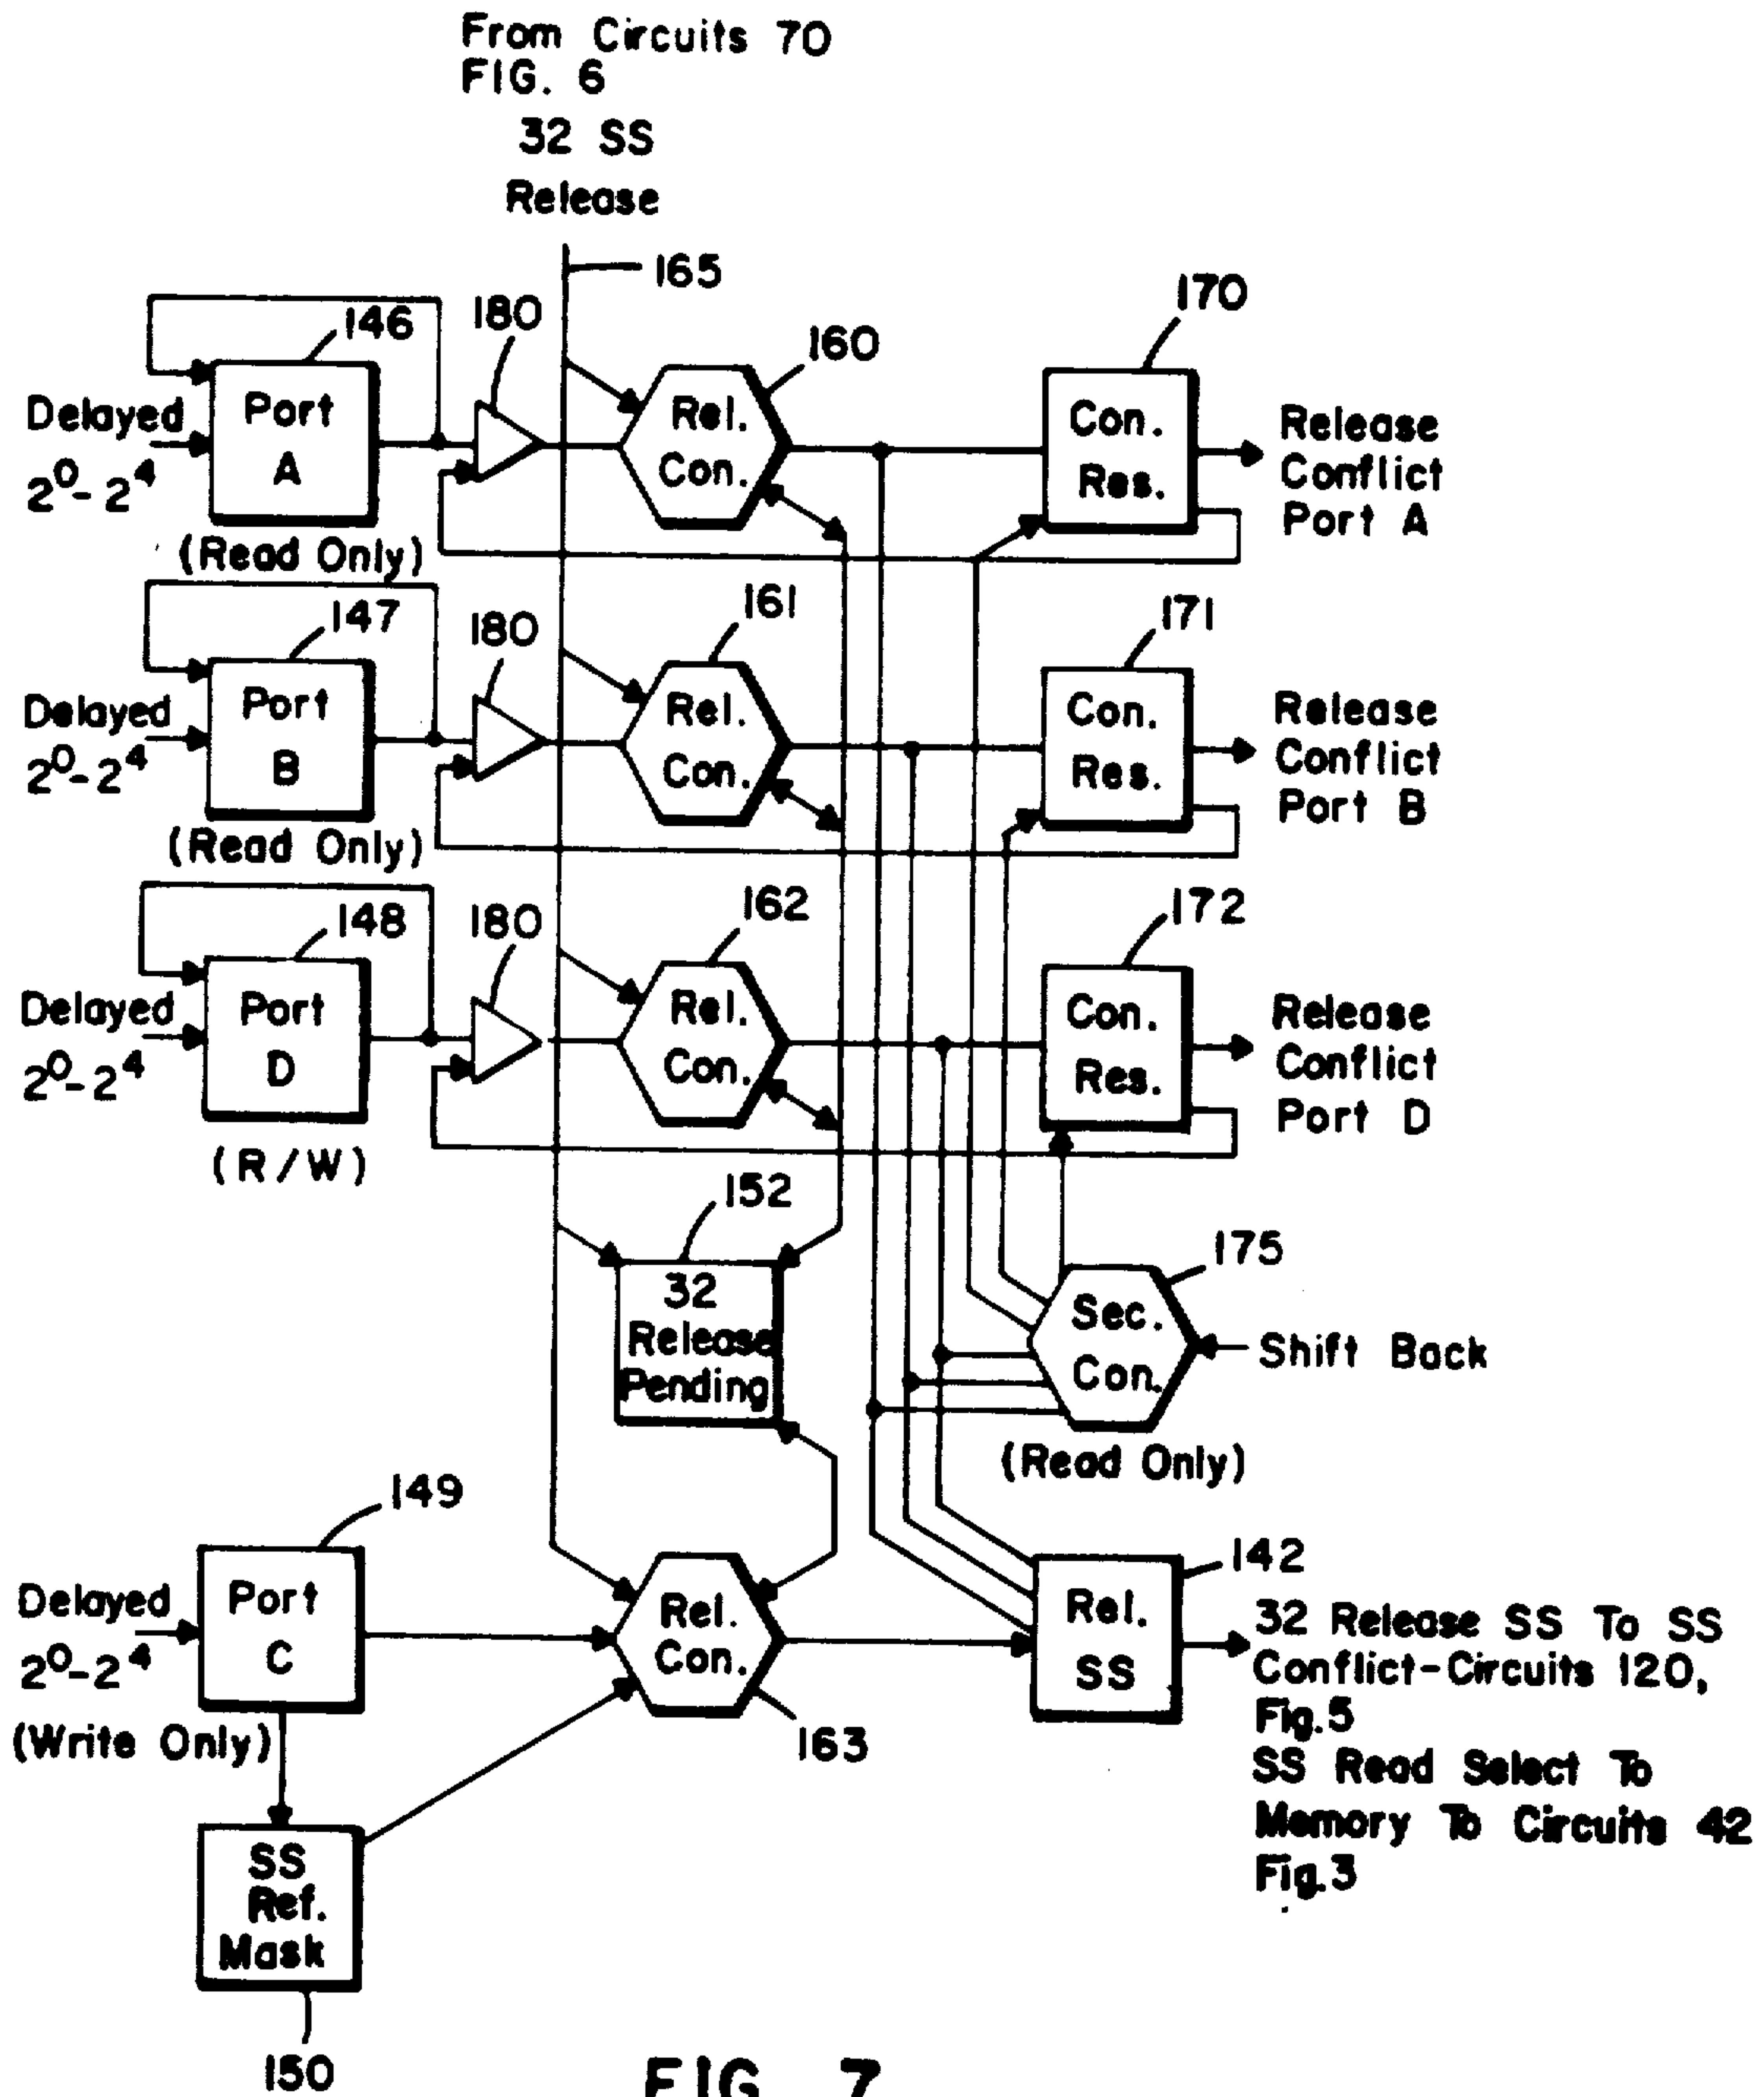 From Circuits 70
FIG. 6
32 SS
Release
165
146
180
160
170
Delayed
2⁰-2⁴
Port
A
(Read Only)
Rel.
Con.
Con.
Res.
Release
Conflict
Port A
147
180
161
171
Delayed
2⁰-2⁴
Port
B
(Read Only)
Rel.
Con.
Con.
Res.
Release
Conflict
Port B
148
180
162
172
Delayed
2⁰-2⁴
Port
D
(R/W)
Rel.
Con.
Con.
Res.
Release
Conflict
Port D
152
32
Release
Pending
175
Sec.
Con.
Shift Back
(Read Only)
149
Delayed
2⁰-2⁴
Port
C
(Write Only)
Rel.
Con.
163
142
Rel.
SS
32 Release SS To SS
Conflict-Circuits 120,
Fig.5
SS Read Select To
Memory To Circuits 42
Fig.3
SS
Ref.
Mask
150
FIG. 7